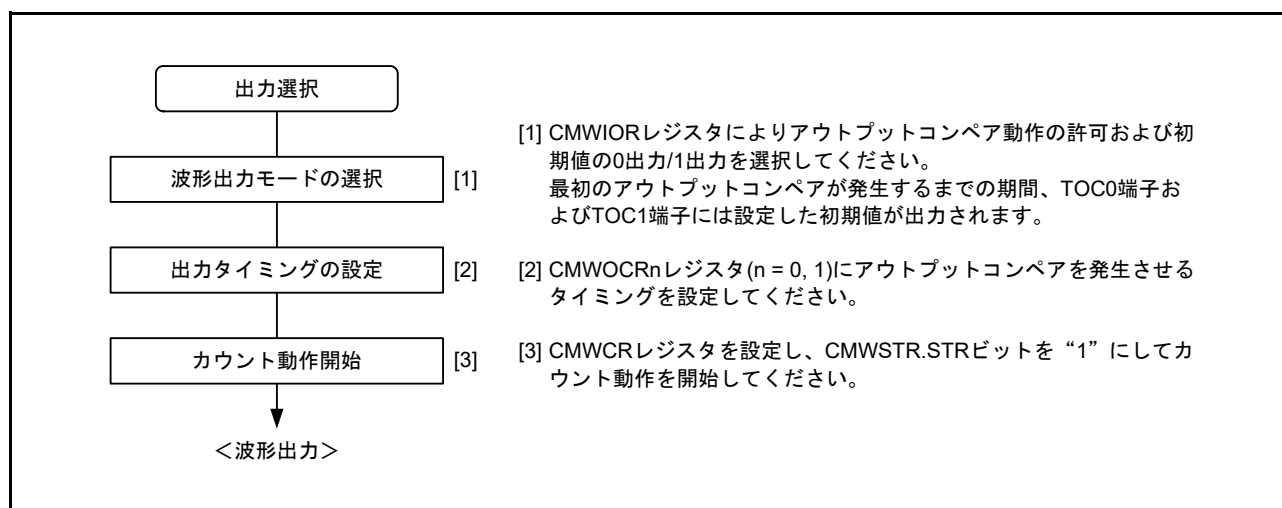 出力選択
波形出力モードの選択 [1]
出力タイミングの設定 [2]
カウント動作開始 [3]
＜波形出力＞
[1] CMWIORレジスタによりアウトプットコンペア動作の許可および初
期値の0出力/1出力を選択してください。
最初のアウトプットコンペアが発生するまでの期間、TOC0端子お
よびTOC1端子には設定した初期値が出力されます。
[2] CMWOCRnレジスタ(n = 0, 1)にアウトプットコンペアを発生させる
タイミングを設定してください。
[3] CMWCRレジスタを設定し、CMWSTR.STRビットを“1”にしてカ
ウント動作を開始してください。